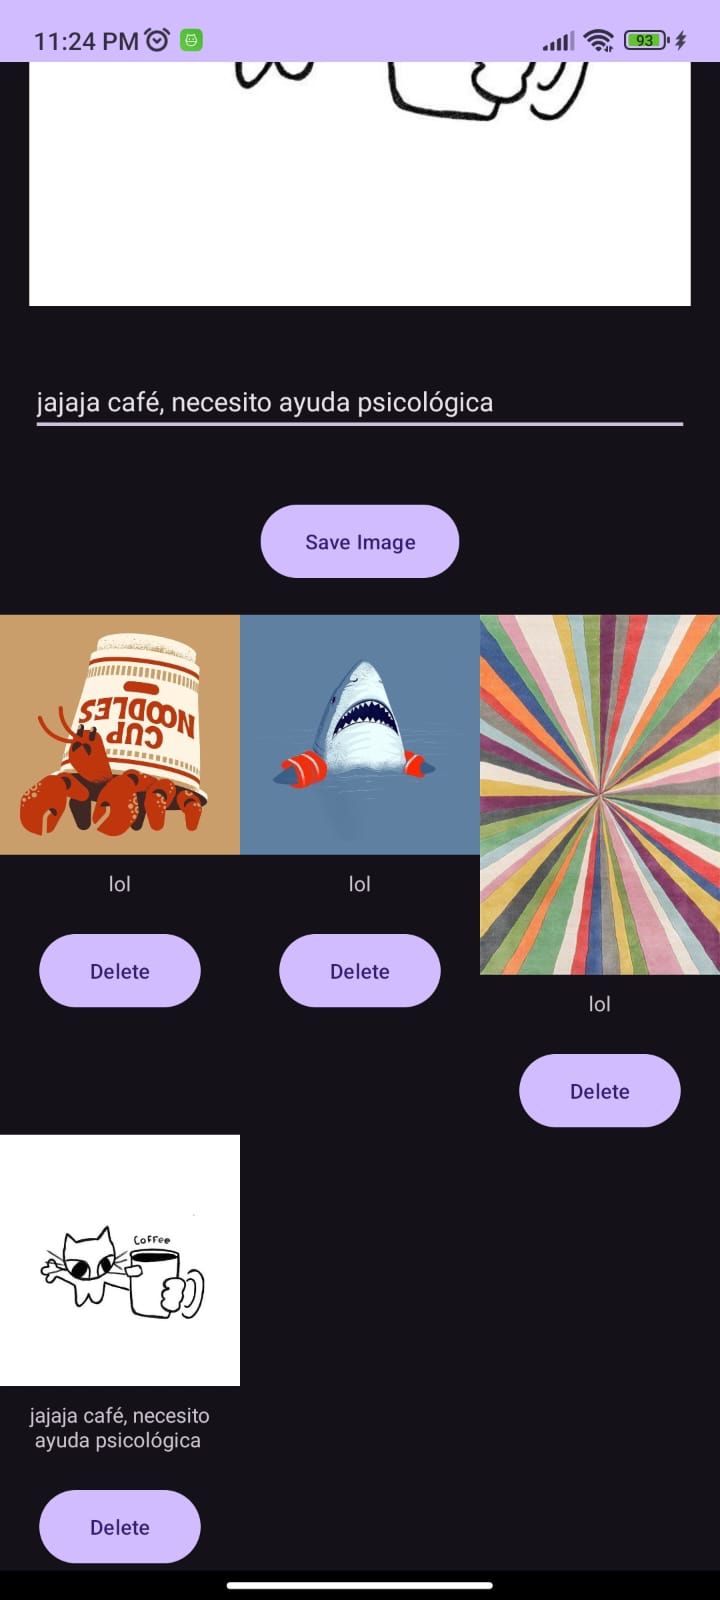 11:24 PM
93
jajaja café, necesito ayuda psicológica
Save Image
CUP
NOODLES
lol
Delete
lol
Delete
lol
Delete
Coffee
jajaja café, necesito
ayuda psicológica
Delete